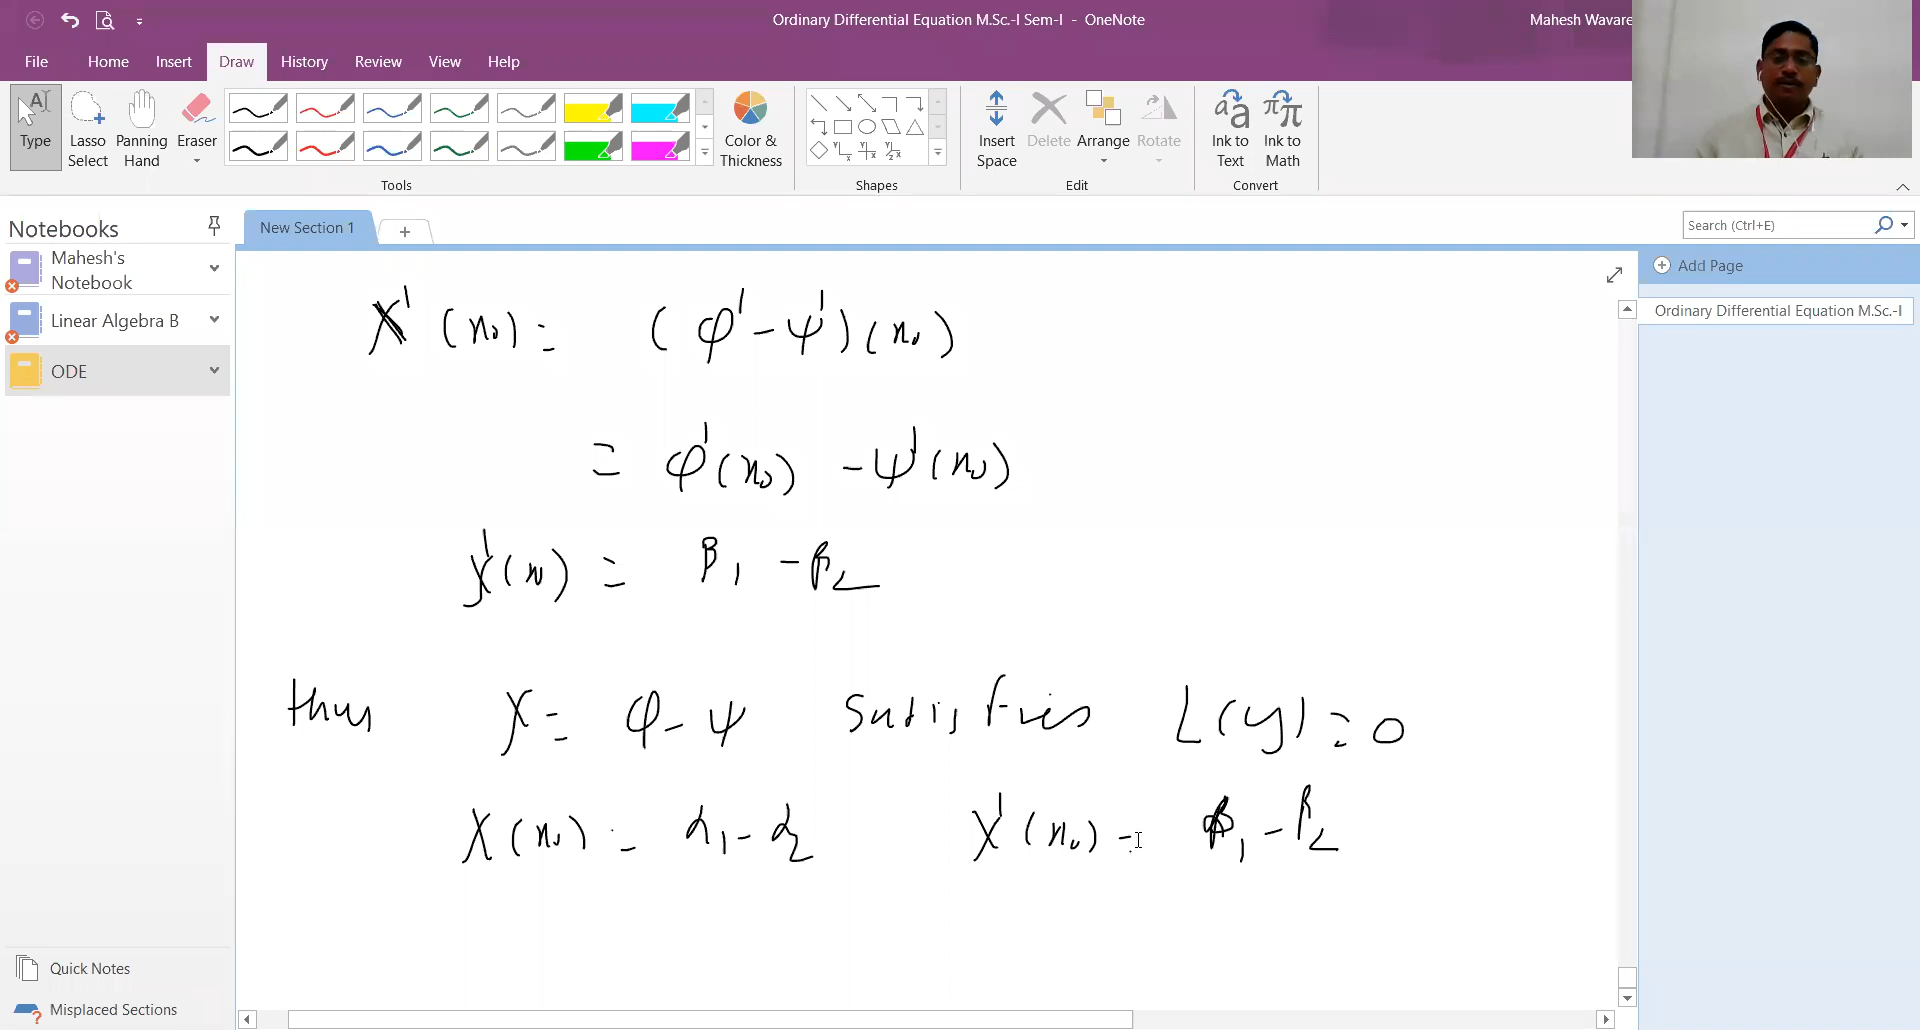 Ordinary Differential Equation M.Sc.-I Sem-I - OneNote
Mahesh Wavare
File Home Insert Draw History Review View Help
Type
Lasso Select
Panning Hand
Eraser
Color & Thickness
Insert Space
Delete
Arrange
Rotate
Ink to Text
Ink to Math
Tools Shapes Edit Convert
Notebooks
New Section 1
+
Search (Ctrl+E)
Mahesh's Notebook
Linear Algebra B
ODE
Add Page
Ordinary Differential Equation M.Sc.-I
χ'(x₀) = (φ' - ψ')(x₀)
= φ'(x₀) - ψ'(x₀)
χ'(x₀) = β₁ - β₂
thus χ = φ - ψ satisfies L(y) = 0
χ(x₀) = α₁ - α₂ χ'(x₀) = β₁ - β₂
Quick Notes
Misplaced Sections